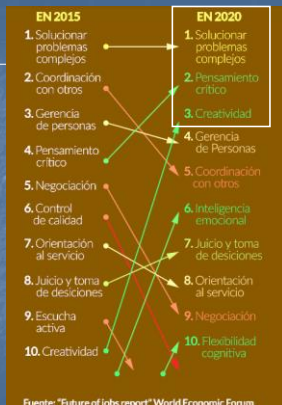 EN 2015
1. Solucionar
problemas
complejos
2. Coordinación
con otros
3. Gerencia
de personas
4. Pensamiento
crítico
5. Negociación
6. Control
de calidad
7. Orientación
al servicio
8. Juicio y toma
de desiciones
9. Escucha
activa
10. Creatividad
EN 2020
1. Solucionar
problemas
complejos
2. Pensamiento
crítico
3. Creatividad
4. Gerencia
de Personas
5. Coordinación
con otros
6. Inteligencia
emocional
7. Juicio y toma
de desiciones
8. Orientación
al servicio
9. Negociación
10. Flexibilidad
cognitiva
Fuente: "Future of jobs report" World Economic Forum